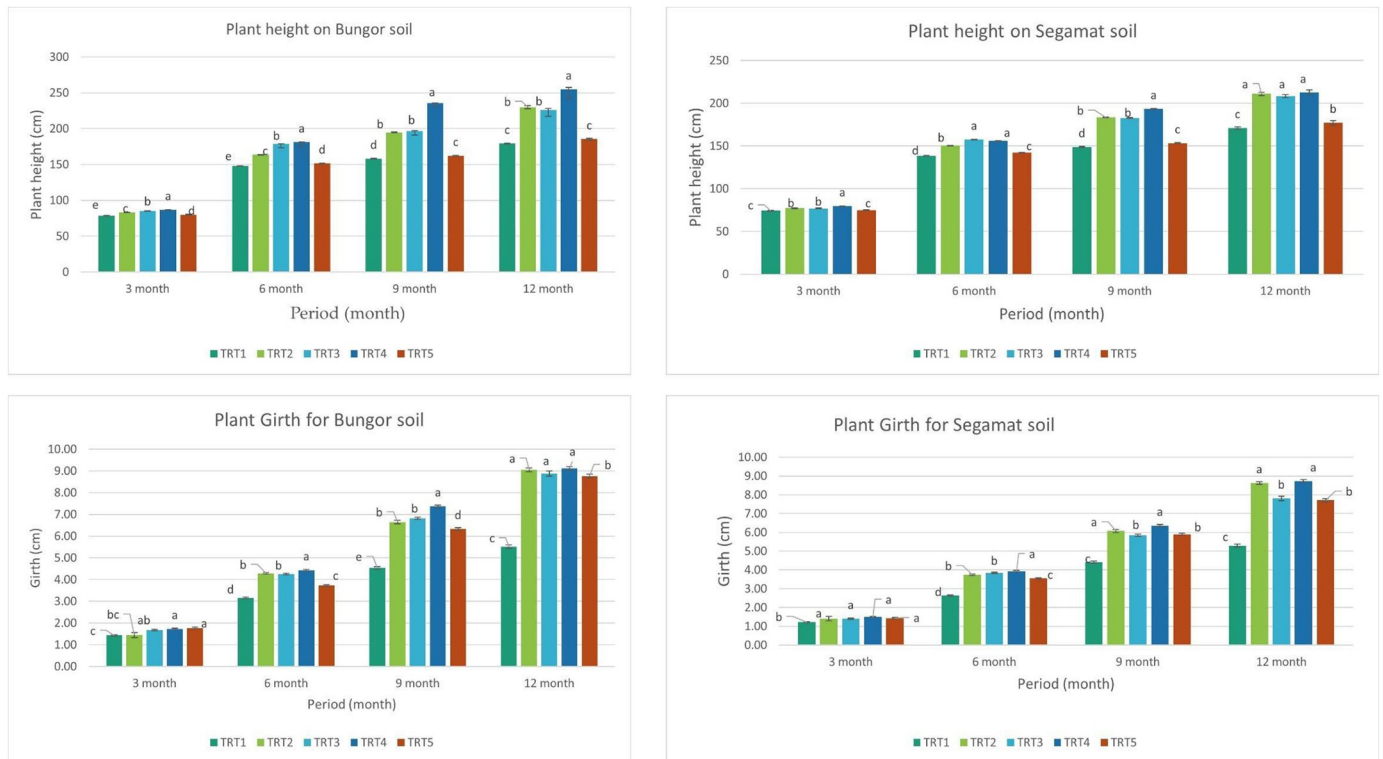 Plant height on Bungor soil
300
250
200
150
100
50
0
Plant height (cm)
e c b a d
e c b a d
d b b a c
c b b a c
3 month 6 month 9 month 12 month
Period (month)
TRT1 TRT2 TRT3 TRT4 TRT5
Plant height on Segamat soil
250
200
150
100
50
0
Plant height (cm)
c b b a c
d b a a c
d b b a c
b a a a b
3 month 6 month 9 month 12 month
Period (month)
TRT1 TRT2 TRT3 TRT4 TRT5
Plant Girth for Bungor soil
10.00
9.00
8.00
7.00
6.00
5.00
4.00
3.00
2.00
1.00
0.00
Girth (cm)
c bc ab a a
d b b a c
e b b a d
c a a a b
3 month 6 month 9 month 12 month
Period (month)
TRT1 TRT2 TRT3 TRT4 TRT5
Plant Girth for Segamat soil
10.00
9.00
8.00
7.00
6.00
5.00
4.00
3.00
2.00
1.00
0.00
Girth (cm)
b a a a a
d b b a c
c a b a b
c a b a b
3 month 6 month 9 month 12 month
Period (month)
TRT1 TRT2 TRT3 TRT4 TRT5